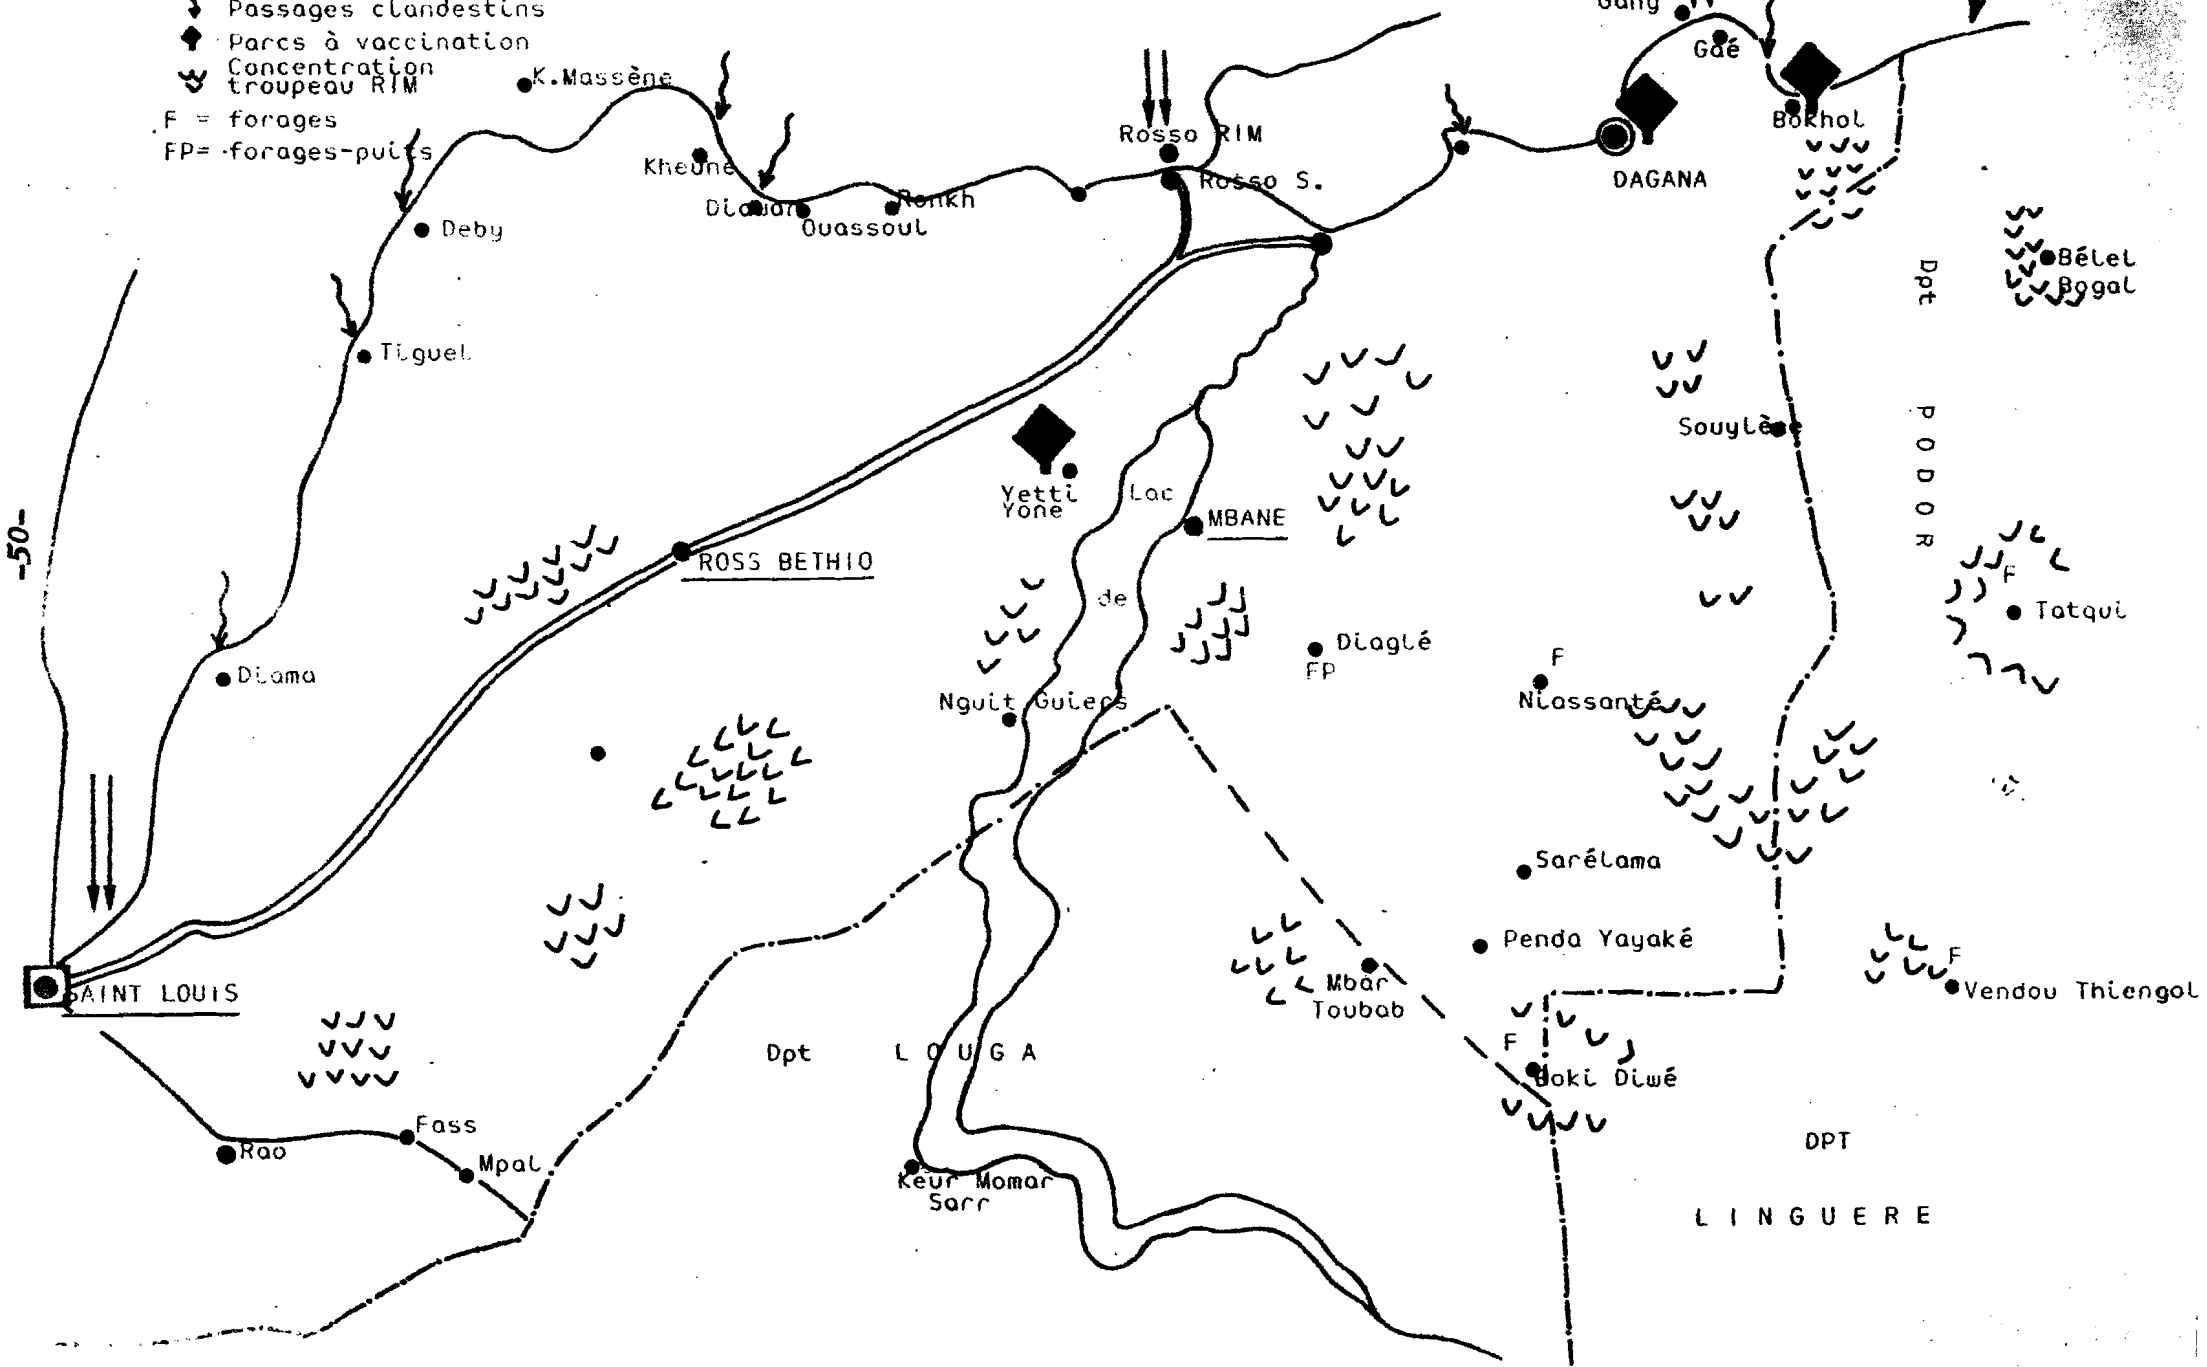 Passages clandestins
Parcs à vaccination
Concentration
troupeau RIM
F = forages
FP= forages-puits
K.Massène
Gaé
Rosso RIM
Bokhol
Kheune
Rosso S.
DAGANA
Diaouar
Ronkh
Ouassoul
Deby
Bélel
Bogal
Dpt
PODOR
Tiguel
Souylène
Yetti
Yone
Lac
MBANE
-50-
ROSS BETHIO
de
F
Tatqui
Diaglé
FP
F
Niassanté
Diama
Nguit
Guiers
Sarélama
Penda Yayaké
F
Vendou Thiengol
Mbar
Toubab
SAINT LOUIS
Dpt LOUGA
F
Boki Diwé
Fass
Rao
Mpal
DPT
LINGUERE
Keur Momar
Sarr